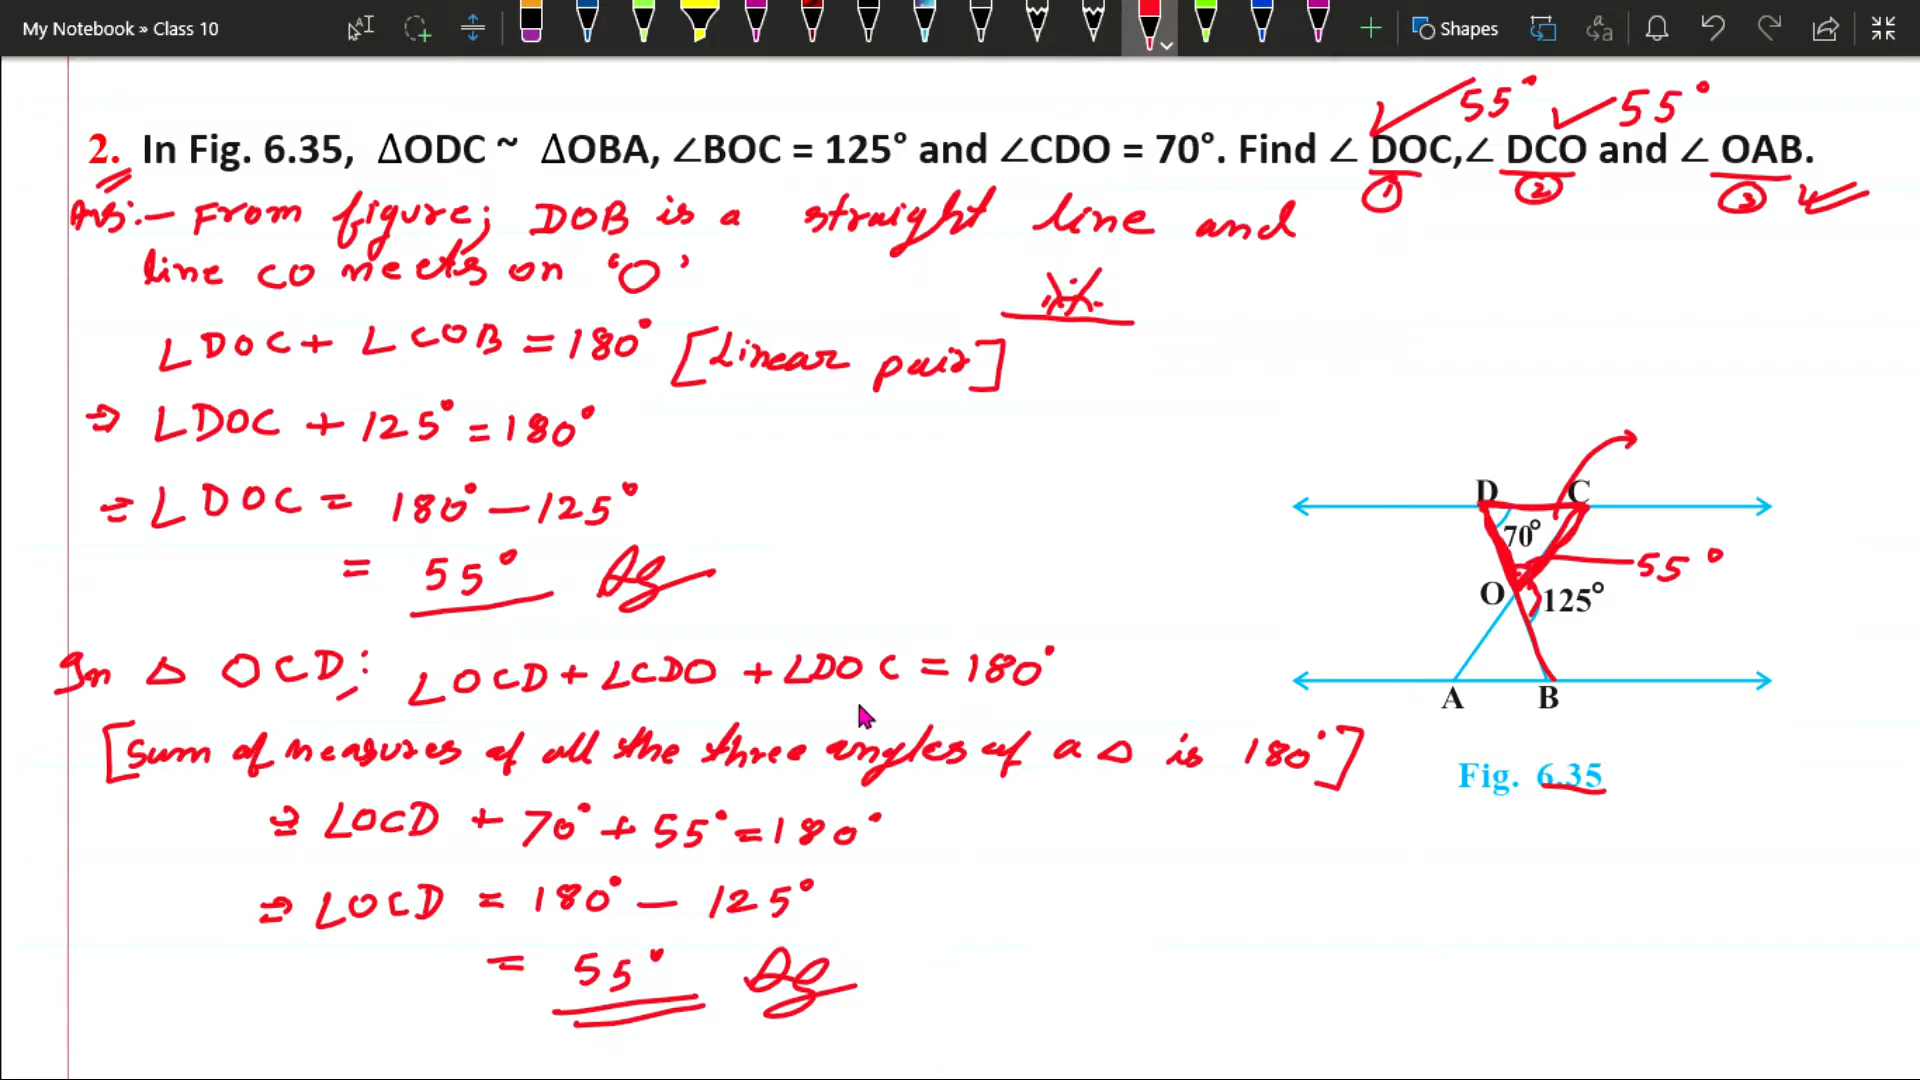 My Notebook » Class 10
Shapes
55° 55°
2. In Fig. 6.35, ΔODC ~ ΔOBA, ∠BOC = 125° and ∠CDO = 70°. Find ∠ DOC,∠ DCO and ∠ OAB.
① ② ③
Ans:- From figure; DOB is a straight line and
line CO meets on 'O'
∠DOC + ∠COB = 180° [Linear pair]
⇒ ∠DOC + 125° = 180°
⇒ ∠DOC = 180° - 125°
= 55°
In Δ OCD; ∠OCD + ∠CDO + ∠DOC = 180°
[Sum of measures of all the three angles of a Δ is 180°]
⇒ ∠OCD + 70° + 55° = 180°
⇒ ∠OCD = 180° - 125°
= 55°
D C
70°
55°
O 125°
A B
Fig. 6.35